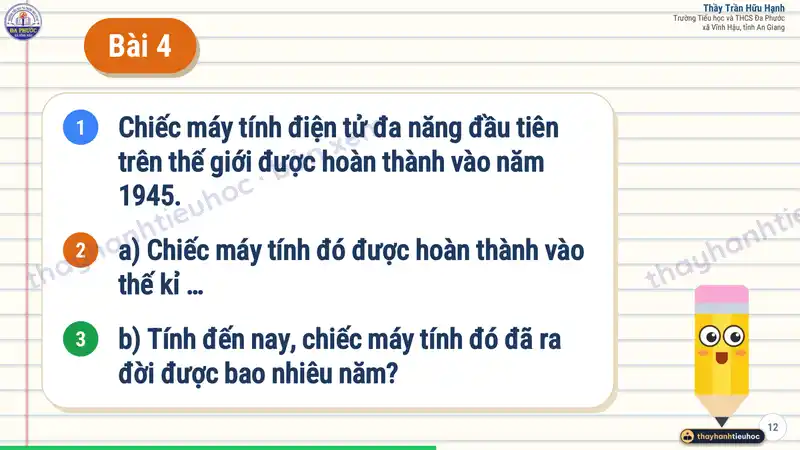 Thầy Trần Hữu Hạnh
Trường Tiểu học và THCS Đa Phước
xã Vĩnh Hậu, tỉnh An Giang
ĐA PHƯỚC
Bài 4
1
Chiếc máy tính điện tử đa năng đầu tiên
trên thế giới được hoàn thành vào năm
1945.
2
a) Chiếc máy tính đó được hoàn thành vào
thế kỉ ...
3
b) Tính đến nay, chiếc máy tính đó đã ra
đời được bao nhiêu năm?
thayhanhtieuhoc
12